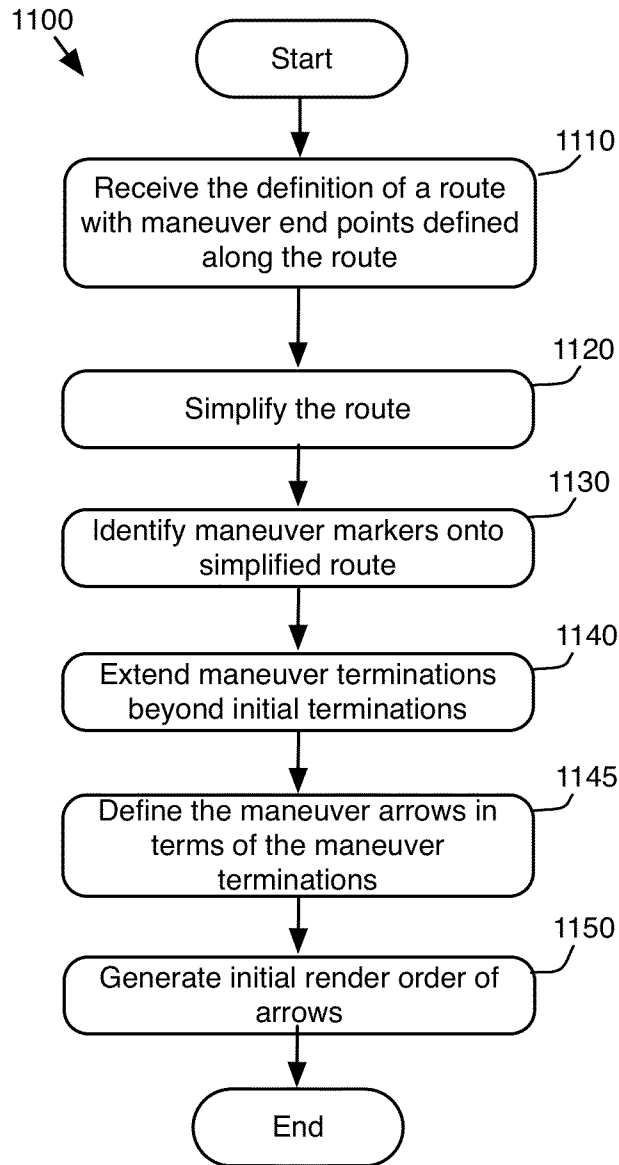 1100
Start
1110
Receive the definition of a route
with maneuver end points defined
along the route
1120
Simplify the route
1130
Identify maneuver markers onto
simplified route
1140
Extend maneuver terminations
beyond initial terminations
1145
Define the maneuver arrows in
terms of the maneuver
terminations
1150
Generate initial render order of
arrows
End